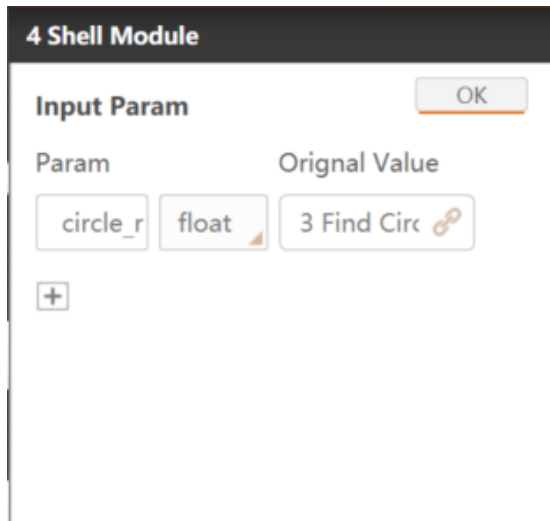 4 Shell Module
Input Param
OK
Param Orignal Value
circle_r float 3 Find Circ